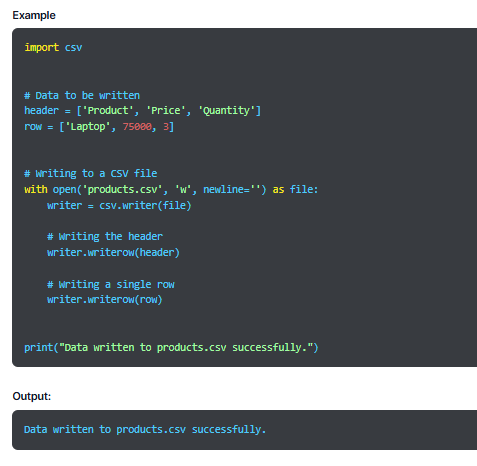 Example
import csv
# Data to be written
header = ['Product', 'Price', 'Quantity']
row = ['Laptop', 75000, 3]
# Writing to a CSV file
with open('products.csv', 'w', newline='') as file:
    writer = csv.writer(file)
    # Writing the header
    writer.writerow(header)
    # Writing a single row
    writer.writerow(row)
print("Data written to products.csv successfully.")
Output:
Data written to products.csv successfully.